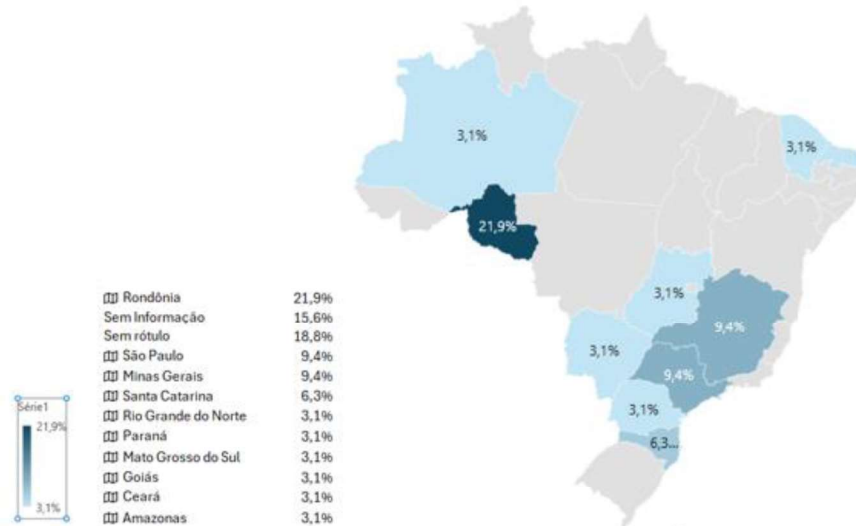 3,1%
3,1%
21,9%
3,1%
9,4%
3,1%
9,4%
3,1%
6,3...
Rondônia 21,9%
Sem Informação 15,6%
Sem rótulo 18,8%
São Paulo 9,4%
Minas Gerais 9,4%
Santa Catarina 6,3%
Rio Grande do Norte 3,1%
Paraná 3,1%
Mato Grosso do Sul 3,1%
Goiás 3,1%
Ceará 3,1%
Amazonas 3,1%
Série1
21,9%
3,1%